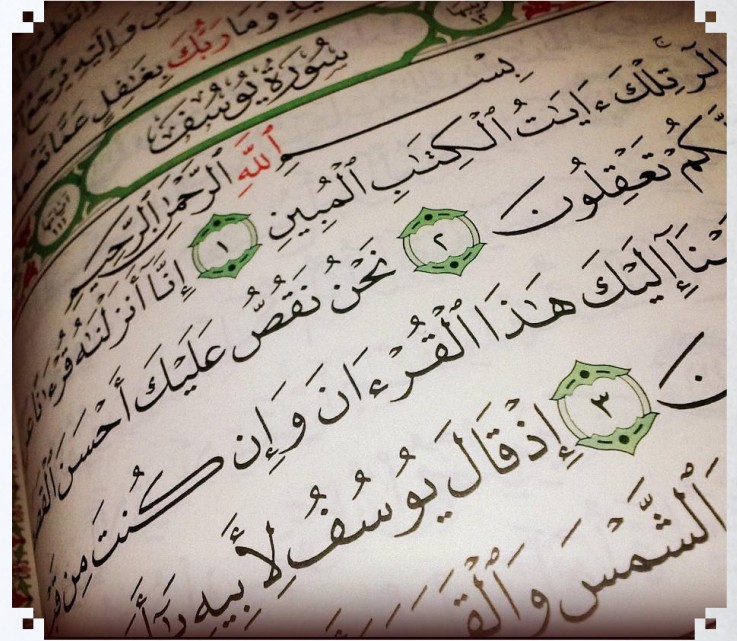 وَإِلَيْهِ يُرْجَعُ
وَمَا رَبُّكَ بِغَٰفِلٍ عَمَّا
سُورَةُ يُوسُفَ
بِسْمِ ٱللَّهِ ٱلرَّحْمَٰنِ ٱلرَّحِيمِ
الٓر تِلْكَ ءَايَٰتُ ٱلْكِتَٰبِ ٱلْمُبِينِ ١ إِنَّآ أَنزَلْنَٰهُ قُرْءَٰنًا
تَعْقِلُونَ ٢ نَحْنُ نَقُصُّ عَلَيْكَ أَحْسَنَ
إِلَيْكَ هَٰذَا ٱلْقُرْءَانَ وَإِن كُنتَ مِن
٣ إِذْ قَالَ يُوسُفُ لِأَبِيهِ
وَٱلشَّمْسَ